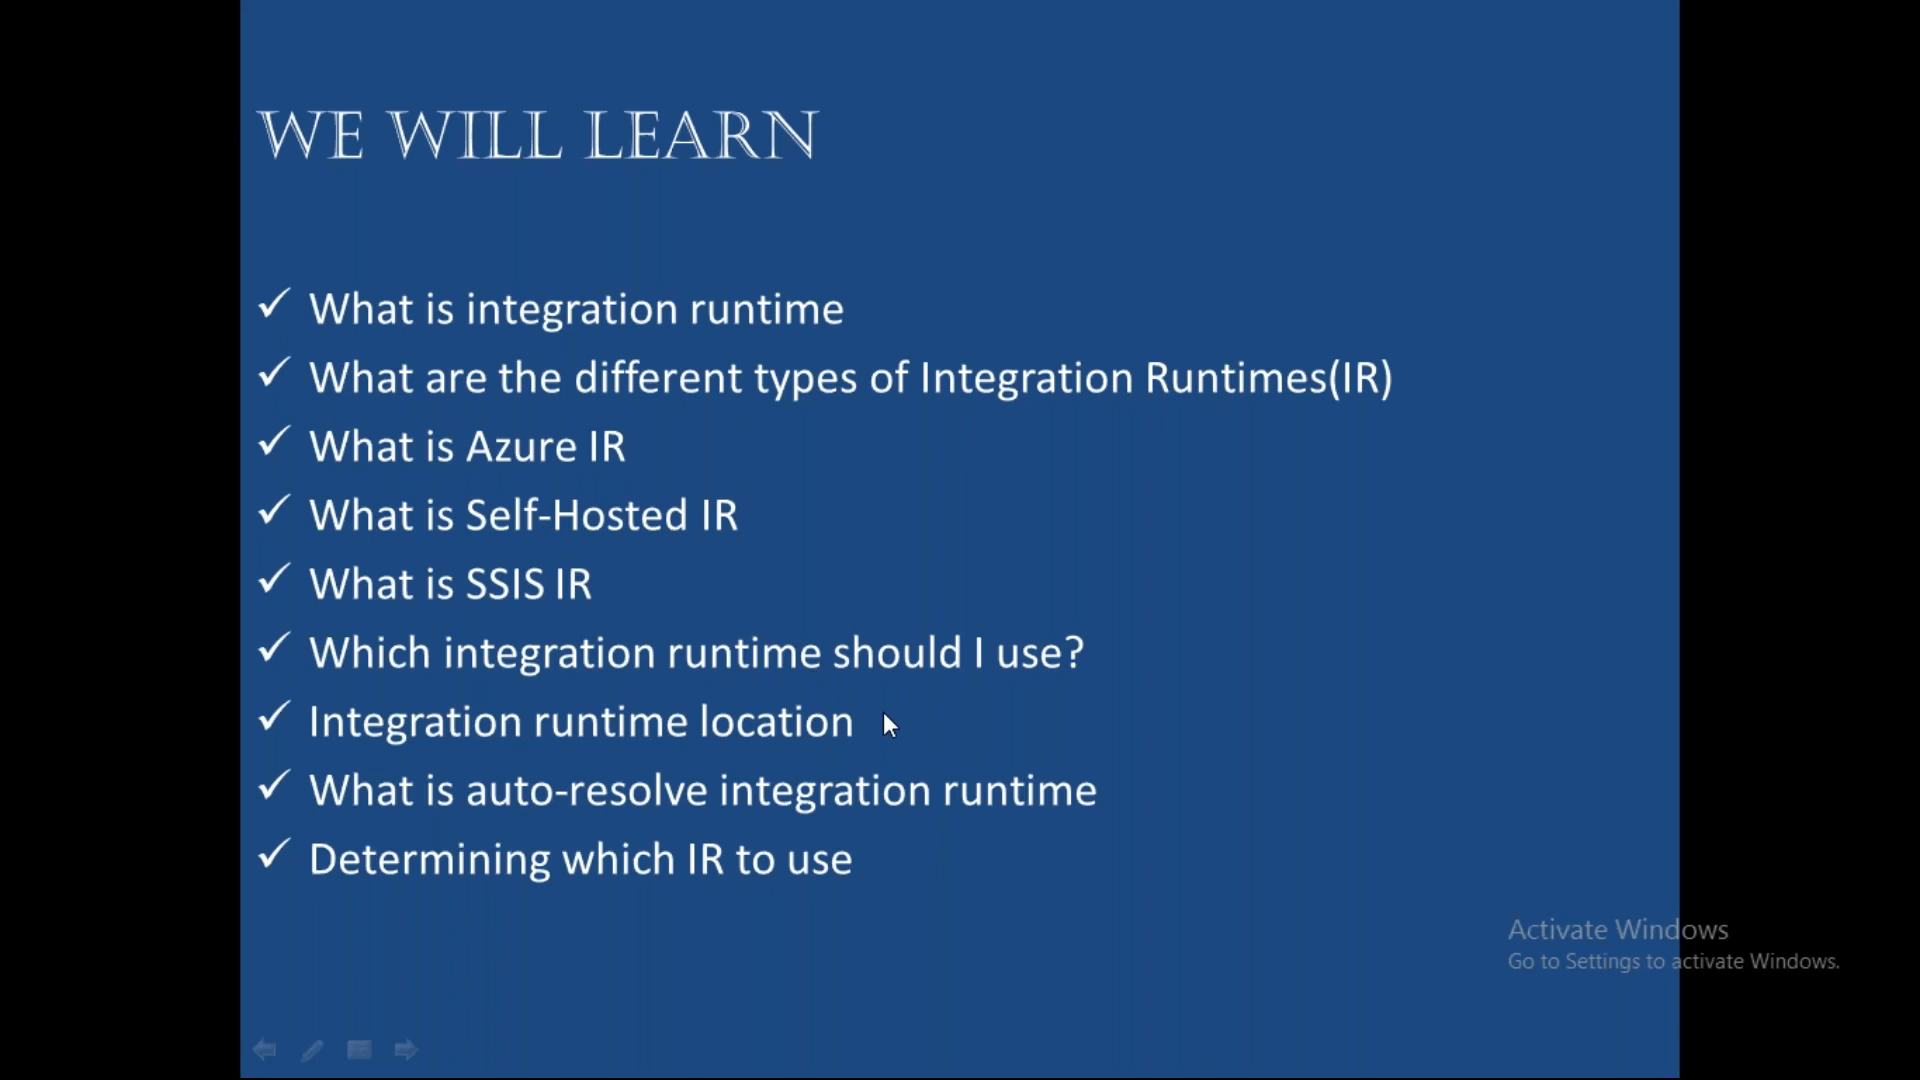 WE WILL LEARN
✓ What is integration runtime
✓ What are the different types of Integration Runtimes(IR)
✓ What is Azure IR
✓ What is Self-Hosted IR
✓ What is SSIS IR
✓ Which integration runtime should I use?
✓ Integration runtime location
✓ What is auto-resolve integration runtime
✓ Determining which IR to use
Activate Windows
Go to Settings to activate Windows.